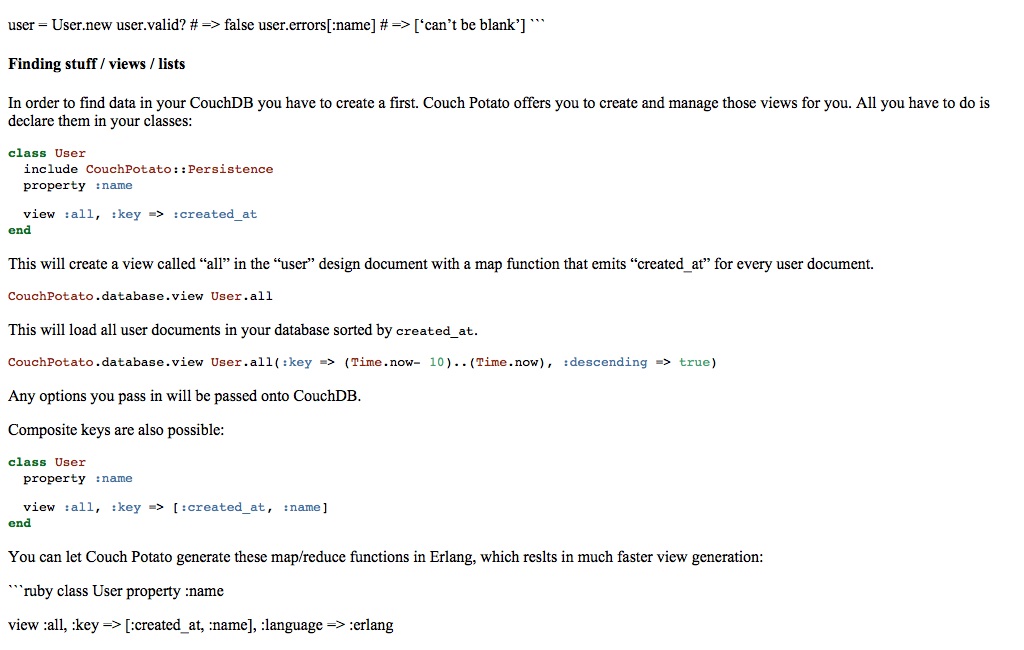 user = User.new user.valid? # => false user.errors[:name] # => [‘can’t be blank’] ```
Finding stuff / views / lists
In order to find data in your CouchDB you have to create a first. Couch Potato offers you to create and manage those views for you. All you have to do is
declare them in your classes:
class User
  include CouchPotato::Persistence
  property :name
  view :all, :key => :created_at
end
This will create a view called “all” in the “user” design document with a map function that emits “created_at” for every user document.
CouchPotato.database.view User.all
This will load all user documents in your database sorted by created_at.
CouchPotato.database.view User.all(:key => (Time.now- 10)..(Time.now), :descending => true)
Any options you pass in will be passed onto CouchDB.
Composite keys are also possible:
class User
  property :name
  view :all, :key => [:created_at, :name]
end
You can let Couch Potato generate these map/reduce functions in Erlang, which reslts in much faster view generation:
```ruby class User property :name
view :all, :key => [:created_at, :name], :language => :erlang